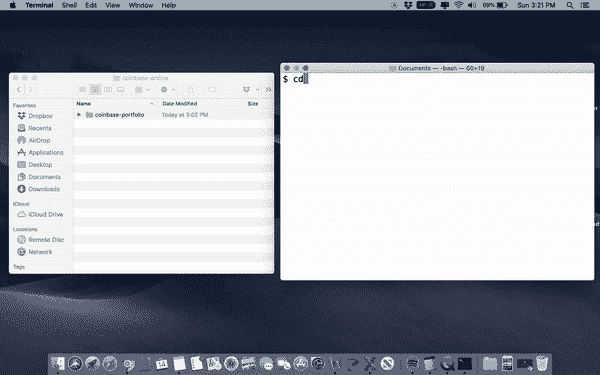 Terminal Shell Edit View Window Help
69% Sun 3:21 PM
coinbase-article
Documents — -bash — 60×19
$ cd
Favorites
Name Date Modified Size
Dropbox
coinbase-portfolio Today at 3:02 PM
Recents
AirDrop
Applications
Desktop
Documents
Downloads
iCloud
iCloud Drive
Locations
Remote Disc
Network
Tags
14